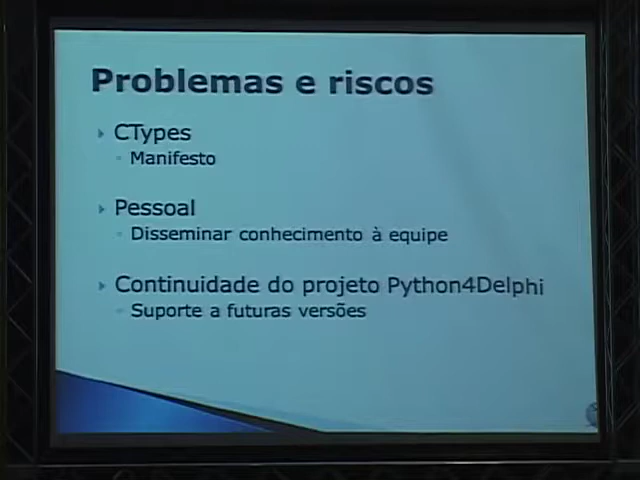 Problemas e riscos
CTypes
Manifesto
Pessoal
Disseminar conhecimento à equipe
Continuidade do projeto Python4Delphi
Suporte a futuras versões